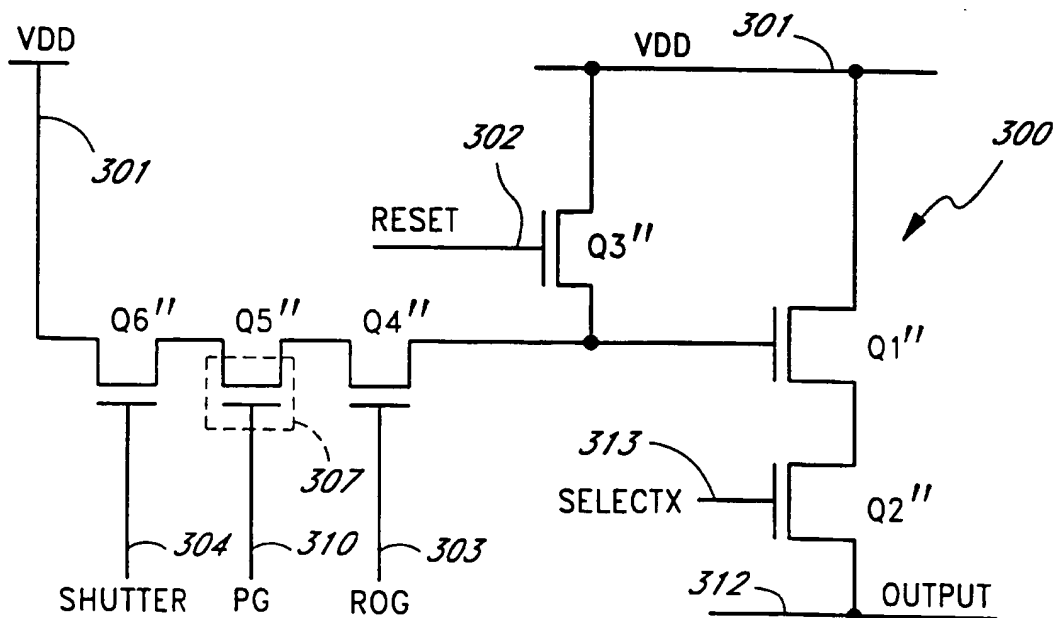 VDD
301
VDD
301
302
300
RESET
Q3"
Q6"
Q5"
Q4"
Q1"
307
313
SELECTX
Q2"
304
310
303
SHUTTER
PG
ROG
312
OUTPUT